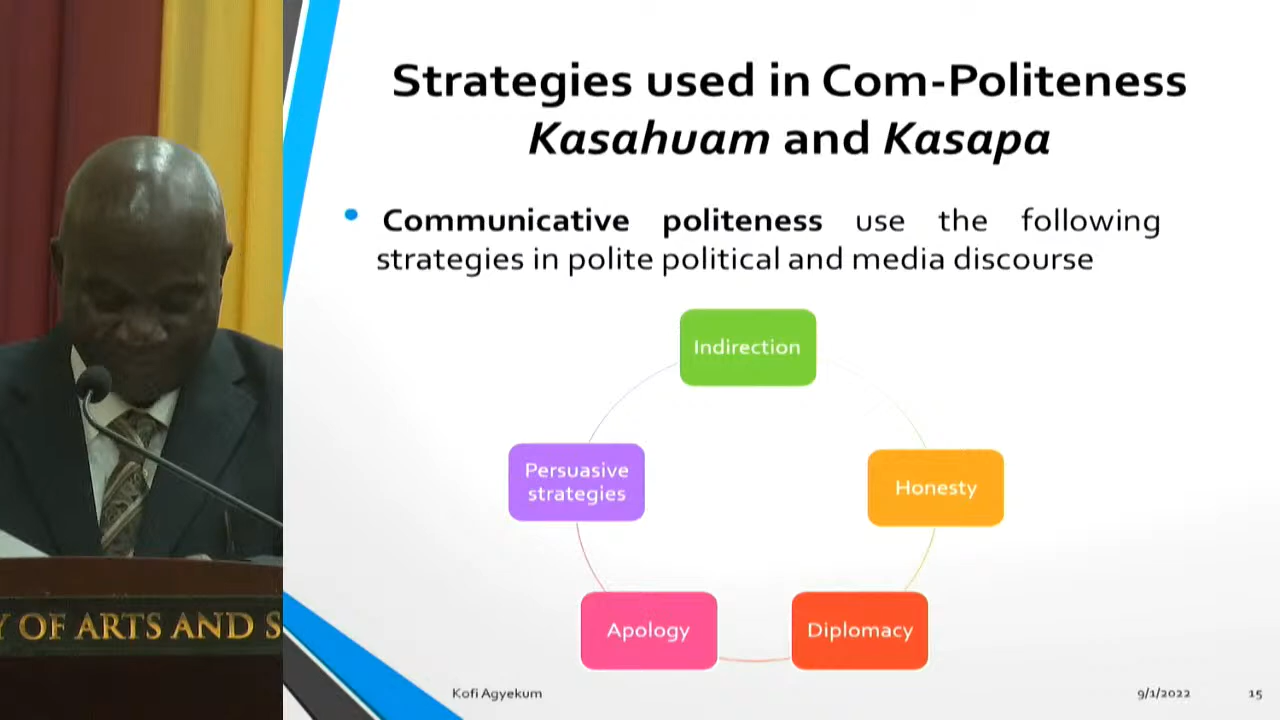 Strategies used in Com-Politeness
Kasahuam and Kasapa
Communicative politeness use the following
strategies in polite political and media discourse
Indirection
Persuasive
strategies
Honesty
Apology
Diplomacy
Y OF ARTS AND S
Kofi Agyekum
9/1/2022
15